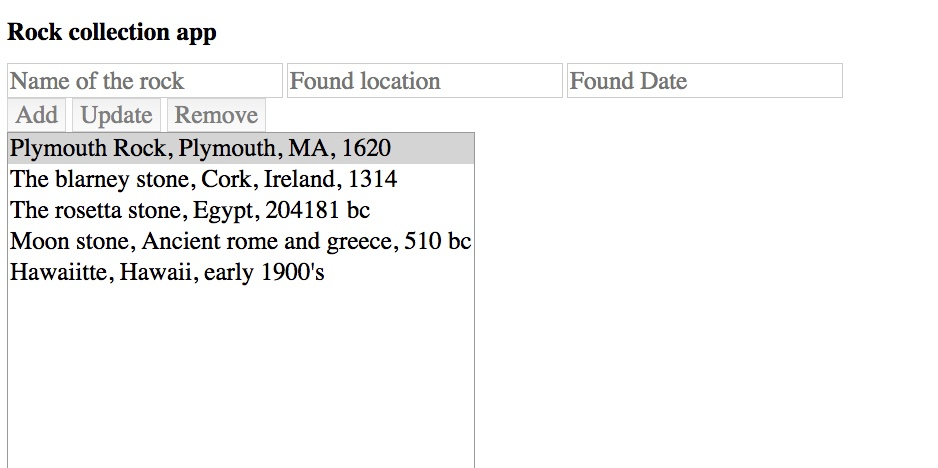 Rock collection app
Name of the rock Found location Found Date
Add Update Remove
Plymouth Rock, Plymouth, MA, 1620
The blarney stone, Cork, Ireland, 1314
The rosetta stone, Egypt, 204181 bc
Moon stone, Ancient rome and greece, 510 bc
Hawaiitte, Hawaii, early 1900's